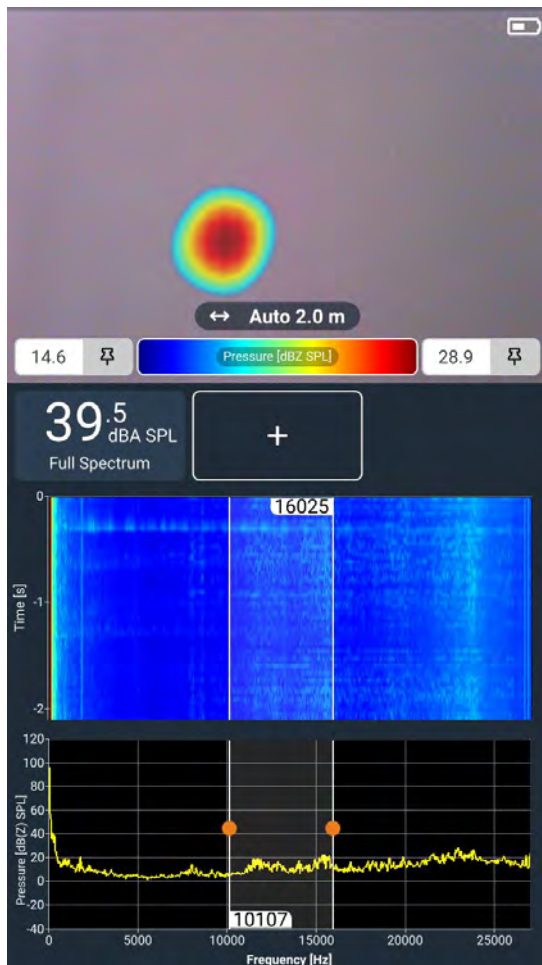 ↔ Auto 2.0 m
14.6 Pressure [dBZ SPL] 28.9
39.5 dBA SPL +
Full Spectrum
16025
Time [s]
0
-1
-2
Pressure [dB(Z) SPL]
120
100
80
60
40
20
0
-20
-40
10107
0 5000 10000 15000 20000 25000
Frequency [Hz]